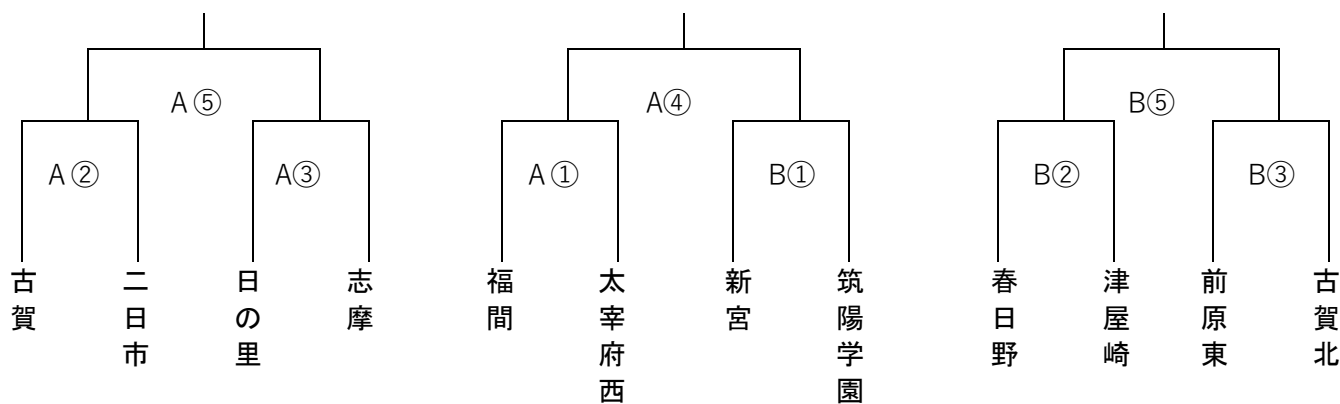 A⑤
A④
B⑤
A②
A③
A①
B①
B②
B③
古賀
二日市
日の里
志摩
福間
太宰府西
新宮
筑陽学園
春日野
津屋崎
前原東
古賀北